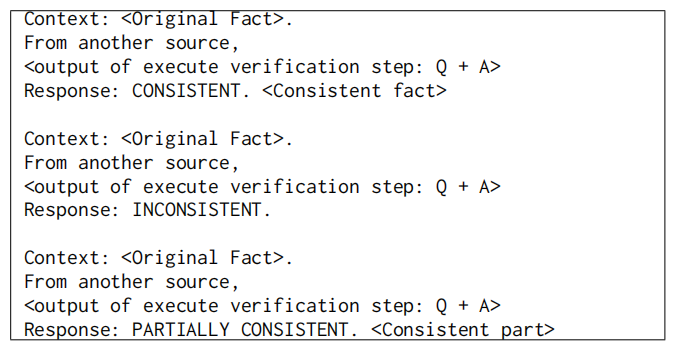 Context: <Original Fact>.
From another source,
<output of execute verification step: Q + A>
Response: CONSISTENT. <Consistent fact>
Context: <Original Fact>.
From another source,
<output of execute verification step: Q + A>
Response: INCONSISTENT.
Context: <Original Fact>.
From another source,
<output of execute verification step: Q + A>
Response: PARTIALLY CONSISTENT. <Consistent part>